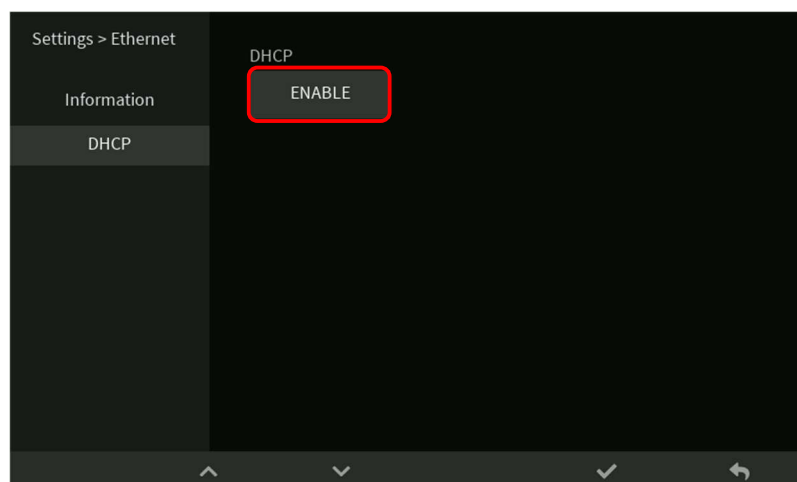 Settings > Ethernet
Information
DHCP
DHCP
ENABLE